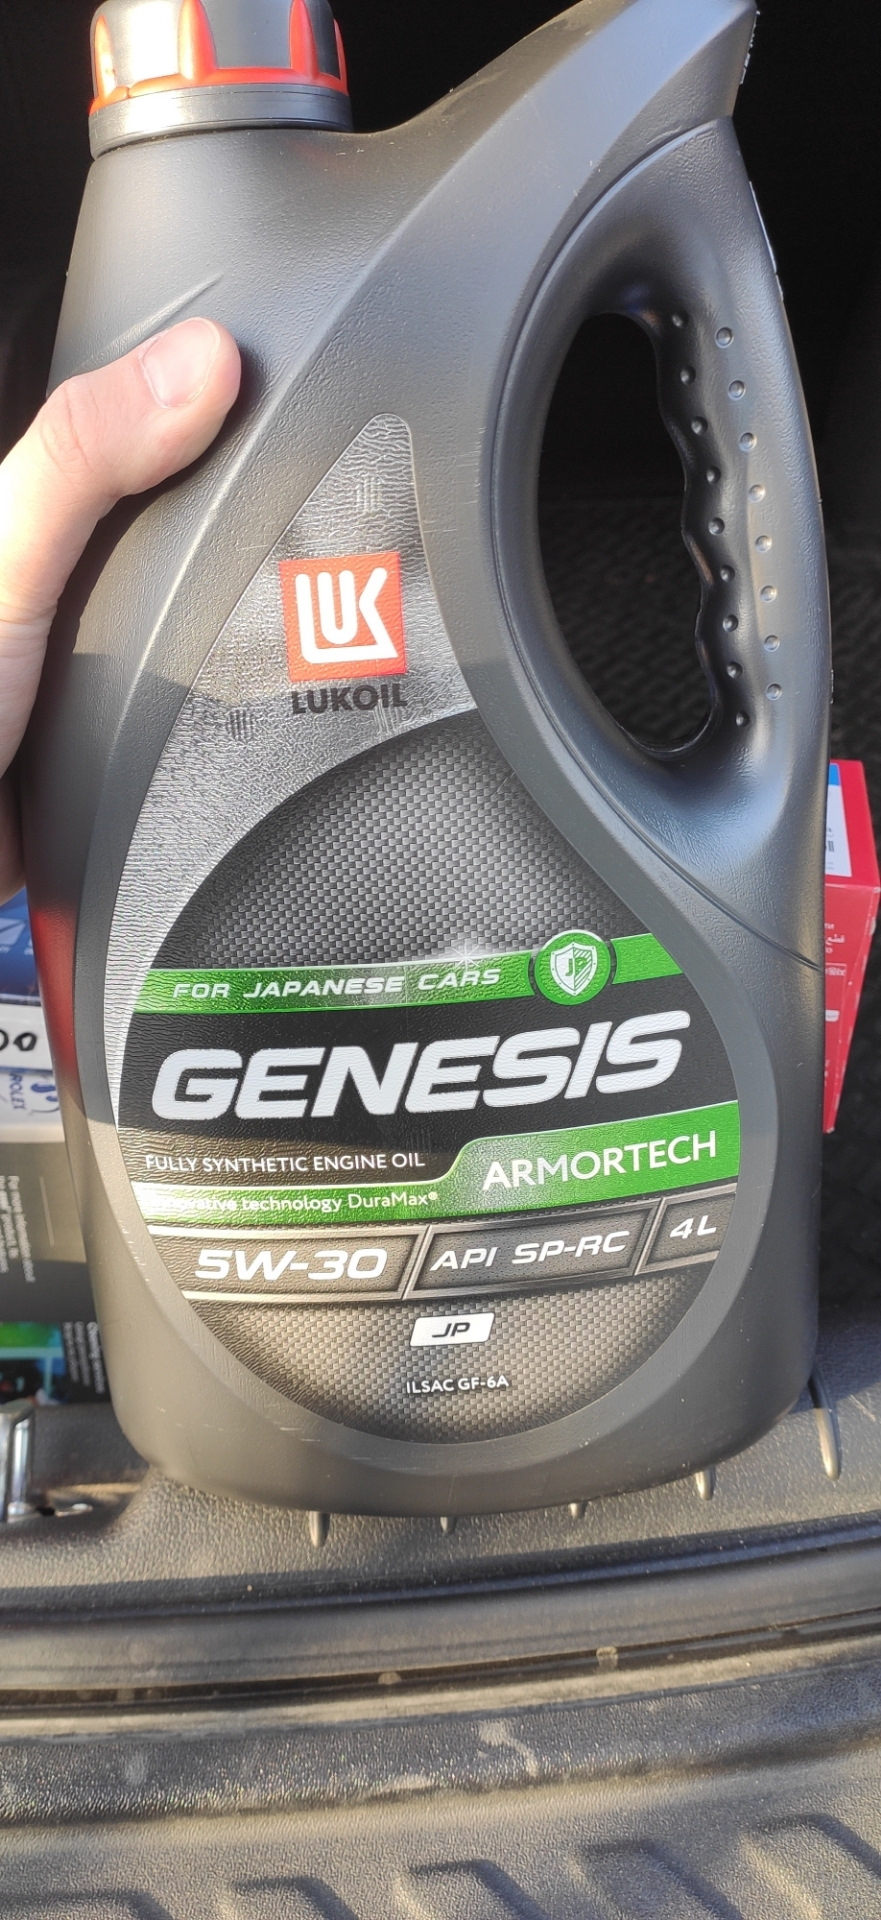 LUK
LUKOIL
FOR JAPANESE CARS
JP
GENESIS
FULLY SYNTHETIC ENGINE OIL
ARMORTECH
Innovative technology DuraMax®
5W-30
API SP-RC
4L
JP
ILSAC GF-6A